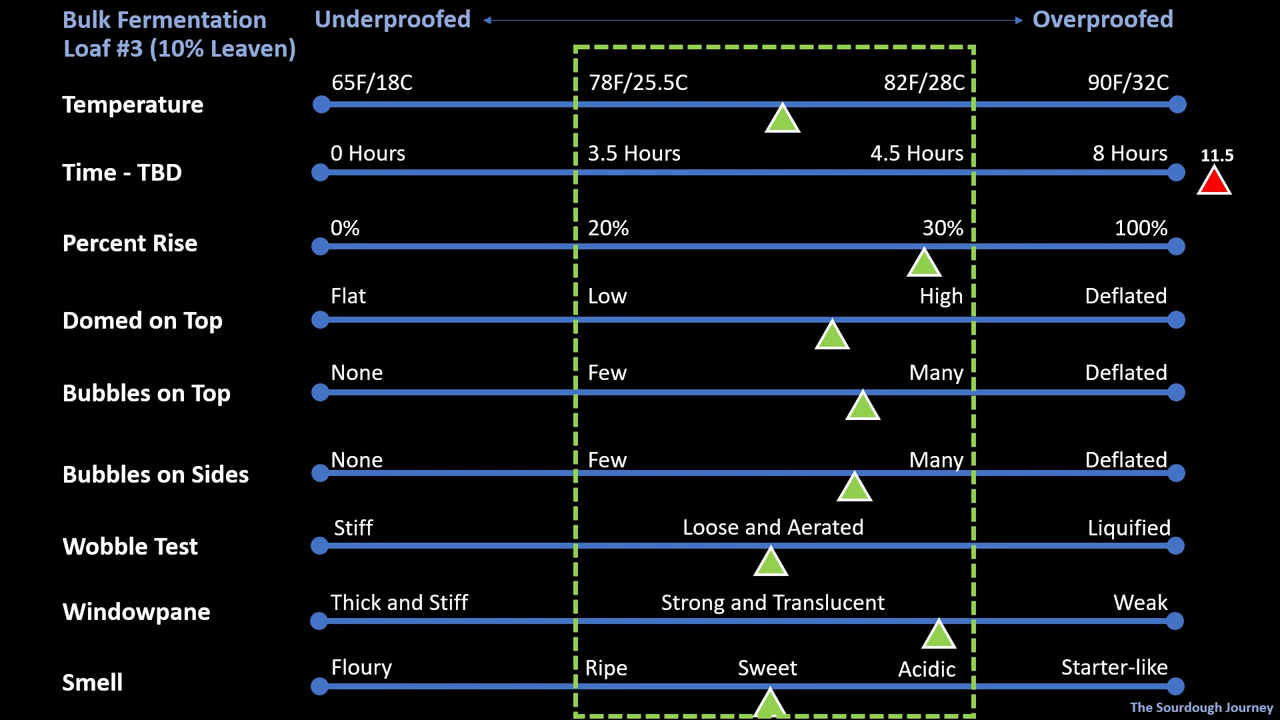 Bulk Fermentation
Loaf #3 (10% Leaven)
Underproofed
Overproofed
65F/18C
78F/25.5C
82F/28C
90F/32C
Temperature
0 Hours
3.5 Hours
4.5 Hours
8 Hours
11.5
Time - TBD
0%
20%
30%
100%
Percent Rise
Flat
Low
High
Deflated
Domed on Top
None
Few
Many
Deflated
Bubbles on Top
None
Few
Many
Deflated
Bubbles on Sides
Stiff
Loose and Aerated
Liquified
Wobble Test
Thick and Stiff
Strong and Translucent
Weak
Windowpane
Floury
Ripe
Sweet
Acidic
Starter-like
Smell
The Sourdough Journey